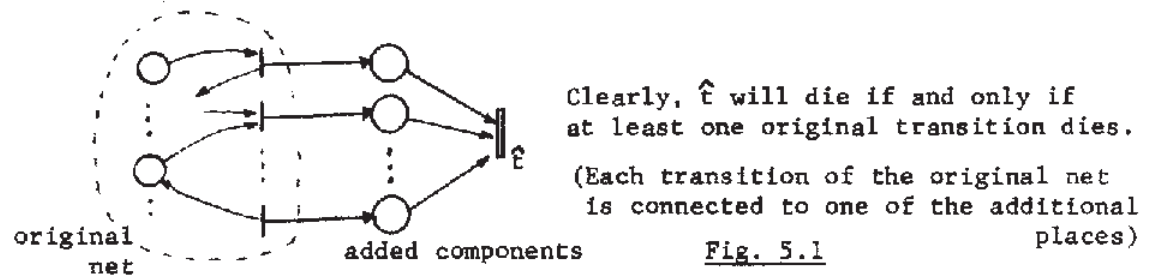 Clearly, t̂ will die if and only if
at least one original transition dies.
(Each transition of the original net
is connected to one of the additional
places)
t̂
original
net
added components
Fig. 5.1